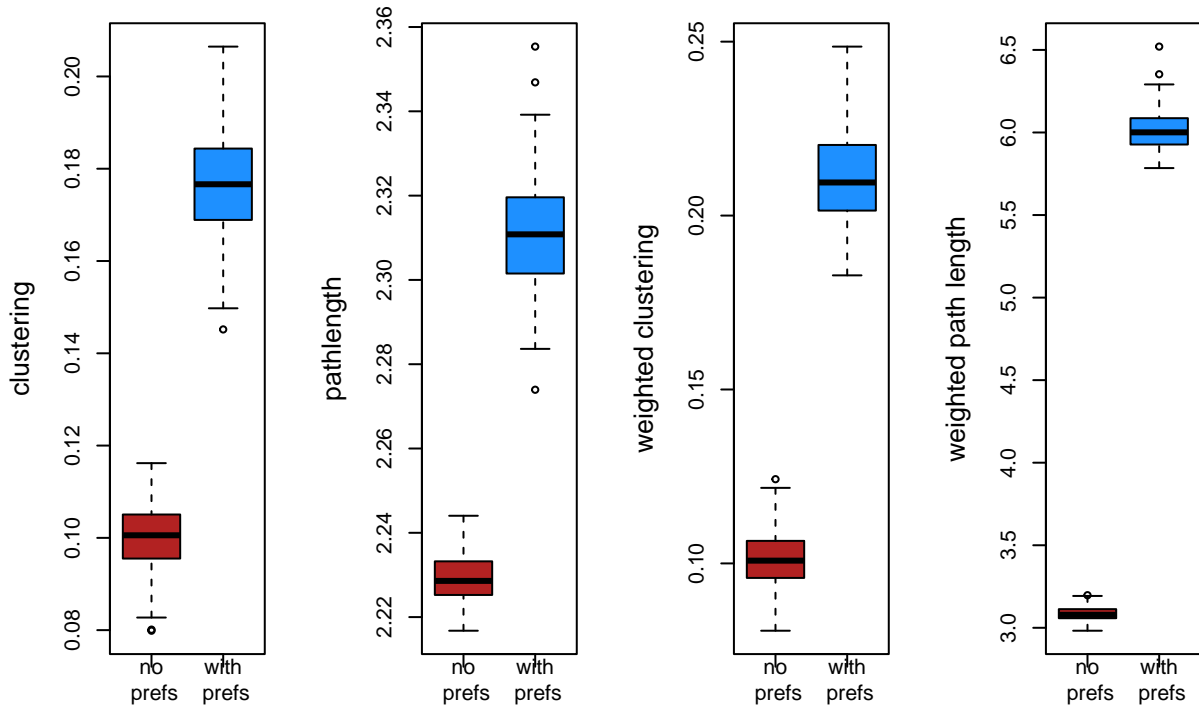 clustering
0.08
0.10
0.12
0.14
0.16
0.18
0.20
no
prefs
with
prefs
pathlength
2.22
2.24
2.26
2.28
2.30
2.32
2.34
2.36
no
prefs
with
prefs
weighted clustering
0.10
0.15
0.20
0.25
no
prefs
with
prefs
weighted path length
3.0
3.5
4.0
4.5
5.0
5.5
6.0
6.5
no
prefs
with
prefs